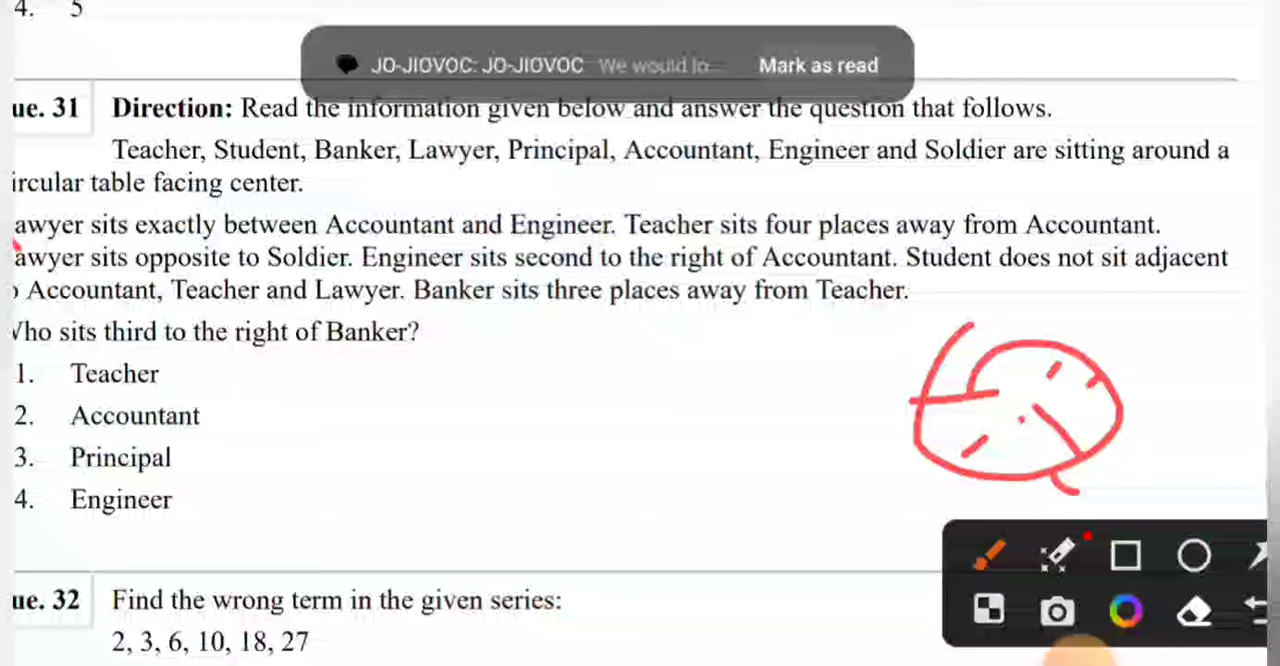 4. 5
JO-JIOVOC: JO-JIOVOC We would lo Mark as read
ue. 31 Direction: Read the information given below and answer the question that follows.
Teacher, Student, Banker, Lawyer, Principal, Accountant, Engineer and Soldier are sitting around a
ircular table facing center.
awyer sits exactly between Accountant and Engineer. Teacher sits four places away from Accountant.
awyer sits opposite to Soldier. Engineer sits second to the right of Accountant. Student does not sit adjacent
Accountant, Teacher and Lawyer. Banker sits three places away from Teacher.
Who sits third to the right of Banker?
1. Teacher
2. Accountant
3. Principal
4. Engineer
ue. 32 Find the wrong term in the given series:
2, 3, 6, 10, 18, 27